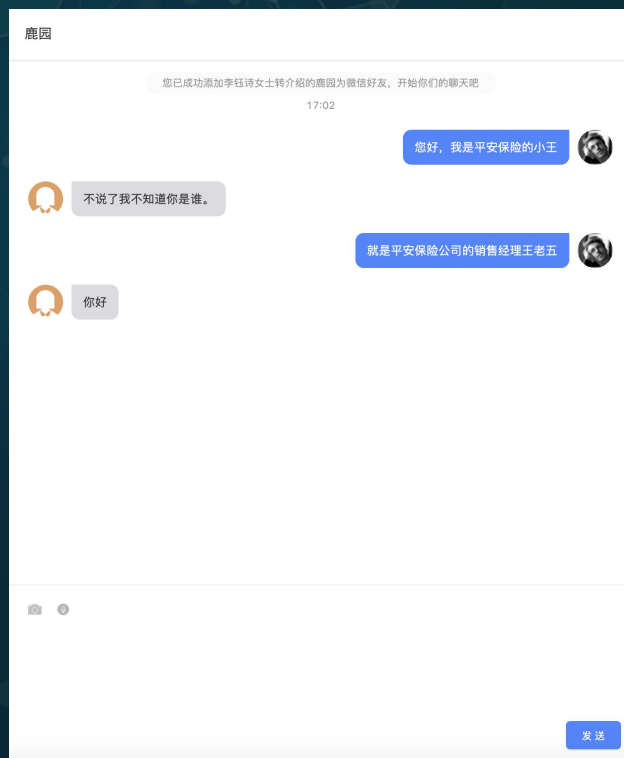 鹿园
您已成功添加李钰诗女士转介绍的鹿园为微信好友，开始你们的聊天吧
17:02
您好，我是平安保险的小王
不说了我不知道你是谁。
就是平安保险公司的销售经理王老五
你好
发 送